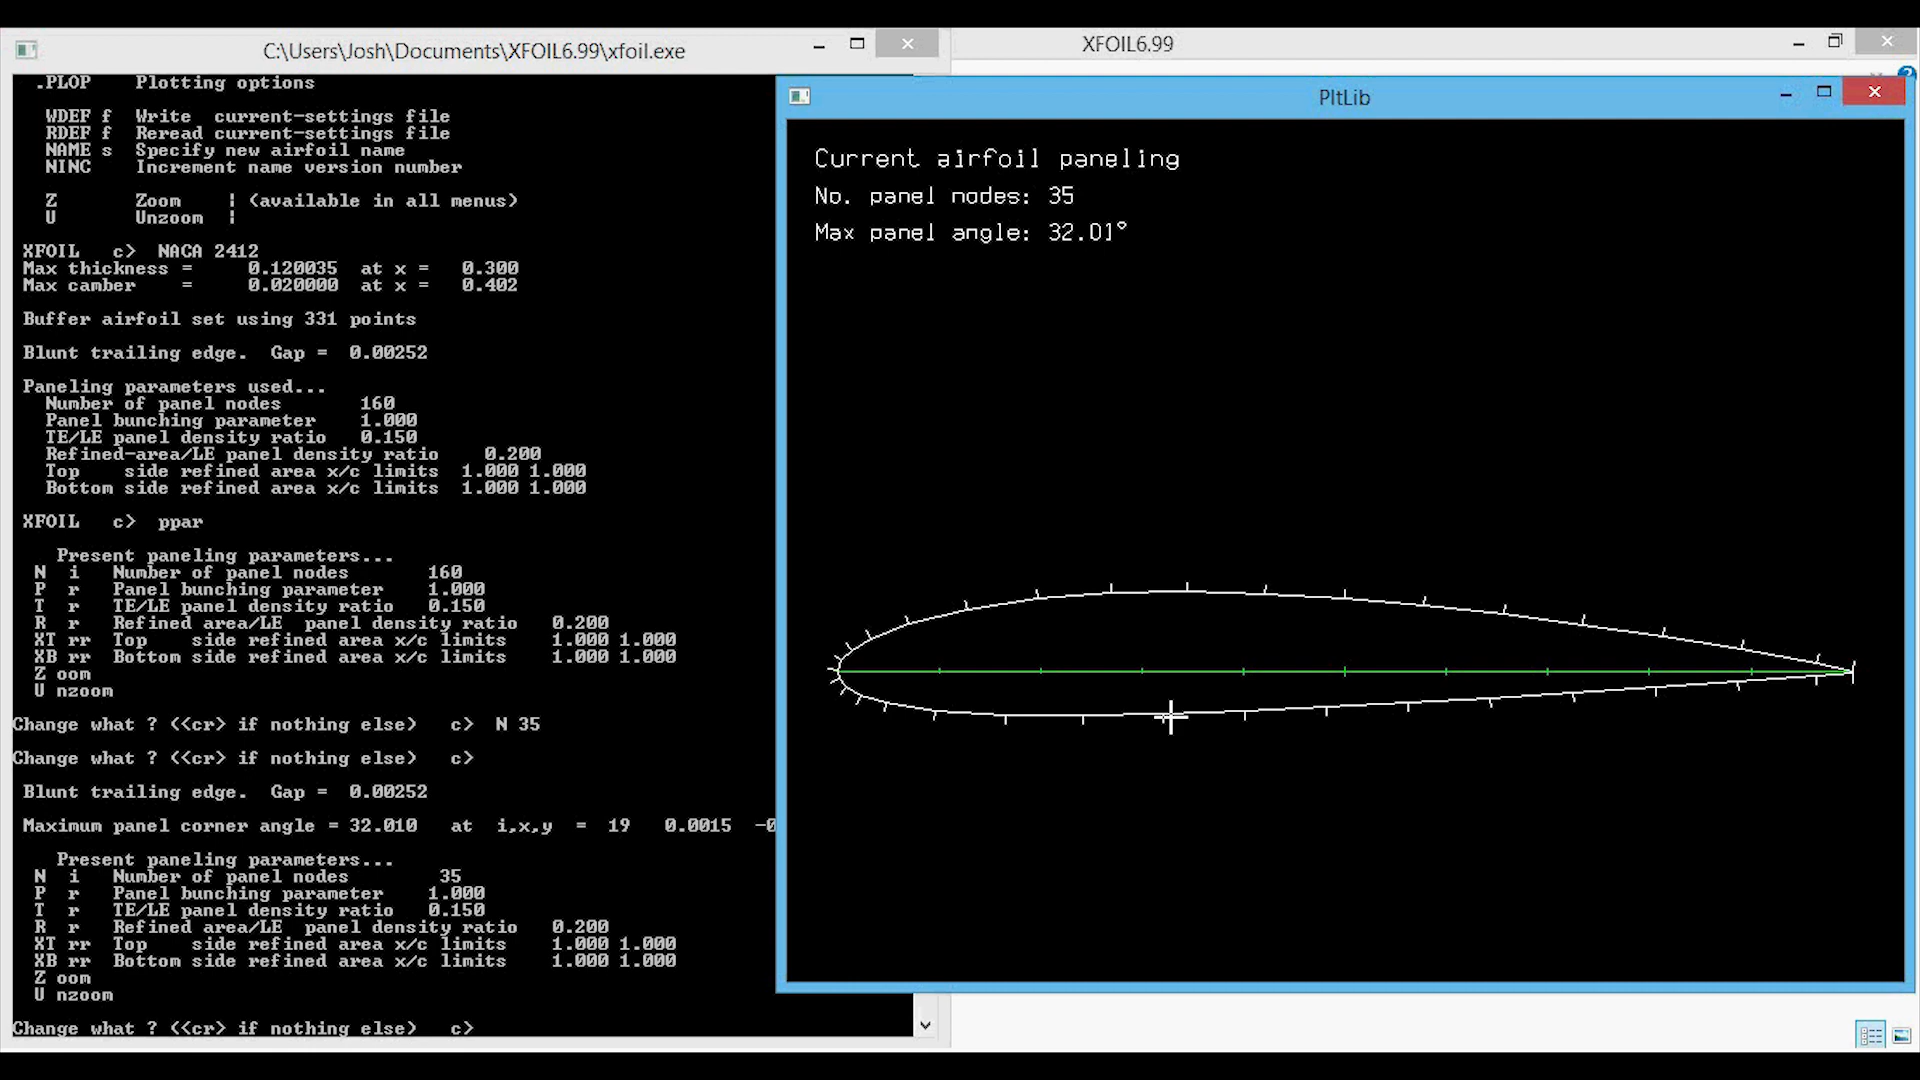 C:\Users\Josh\Documents\XFOIL6.99\xfoil.exe
XFOIL6.99
.PLOP Plotting options
WDEF f Write current-settings file
RDEF f Reread current-settings file
NAME s Specify new airfoil name
NINC Increment name version number
Z Zoom | (available in all menus)
U Unzoom |
XFOIL c> NACA 2412
Max thickness = 0.120035 at x = 0.300
Max camber = 0.020000 at x = 0.402
Buffer airfoil set using 331 points
Blunt trailing edge. Gap = 0.00252
Paneling parameters used...
Number of panel nodes 160
Panel bunching parameter 1.000
TE/LE panel density ratio 0.150
Refined-area/LE panel density ratio 0.200
Top side refined area x/c limits 1.000 1.000
Bottom side refined area x/c limits 1.000 1.000
XFOIL c> ppar
Present paneling parameters...
N i Number of panel nodes 160
P r Panel bunching parameter 1.000
T r TE/LE panel density ratio 0.150
R r Refined area/LE panel density ratio 0.200
XT rr Top side refined area x/c limits 1.000 1.000
XB rr Bottom side refined area x/c limits 1.000 1.000
Z oom
U nzoom
Change what ? (<cr> if nothing else) c> N 35
Change what ? (<cr> if nothing else) c>
Blunt trailing edge. Gap = 0.00252
Maximum panel corner angle = 32.010 at i,x,y = 19 0.0015 -0
Present paneling parameters...
N i Number of panel nodes 35
P r Panel bunching parameter 1.000
T r TE/LE panel density ratio 0.150
R r Refined area/LE panel density ratio 0.200
XT rr Top side refined area x/c limits 1.000 1.000
XB rr Bottom side refined area x/c limits 1.000 1.000
Z oom
U nzoom
Change what ? (<cr> if nothing else) c>
PltLib
Current airfoil paneling
No. panel nodes: 35
Max panel angle: 32.01°